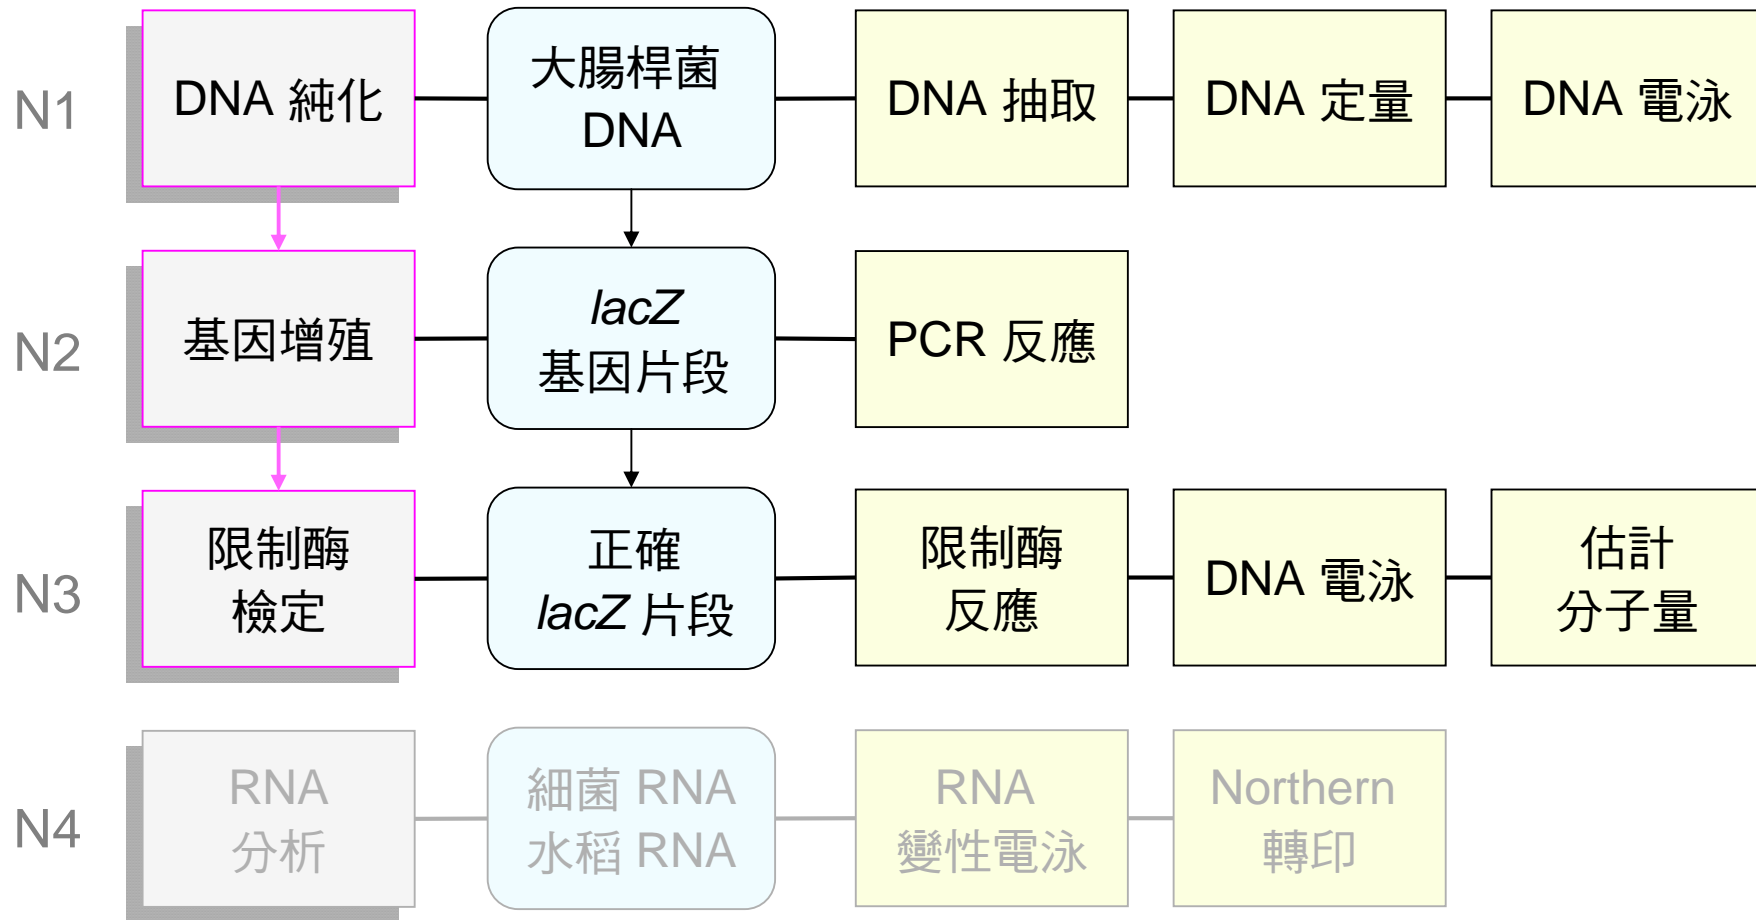 N1
DNA 純化
大腸桿菌
DNA
DNA 抽取
DNA 定量
DNA 電泳
N2
基因增殖
lacZ
基因片段
PCR 反應
N3
限制酶
檢定
正確
lacZ 片段
限制酶
反應
DNA 電泳
估計
分子量
N4
RNA
分析
細菌 RNA
水稻 RNA
RNA
變性電泳
Northern
轉印